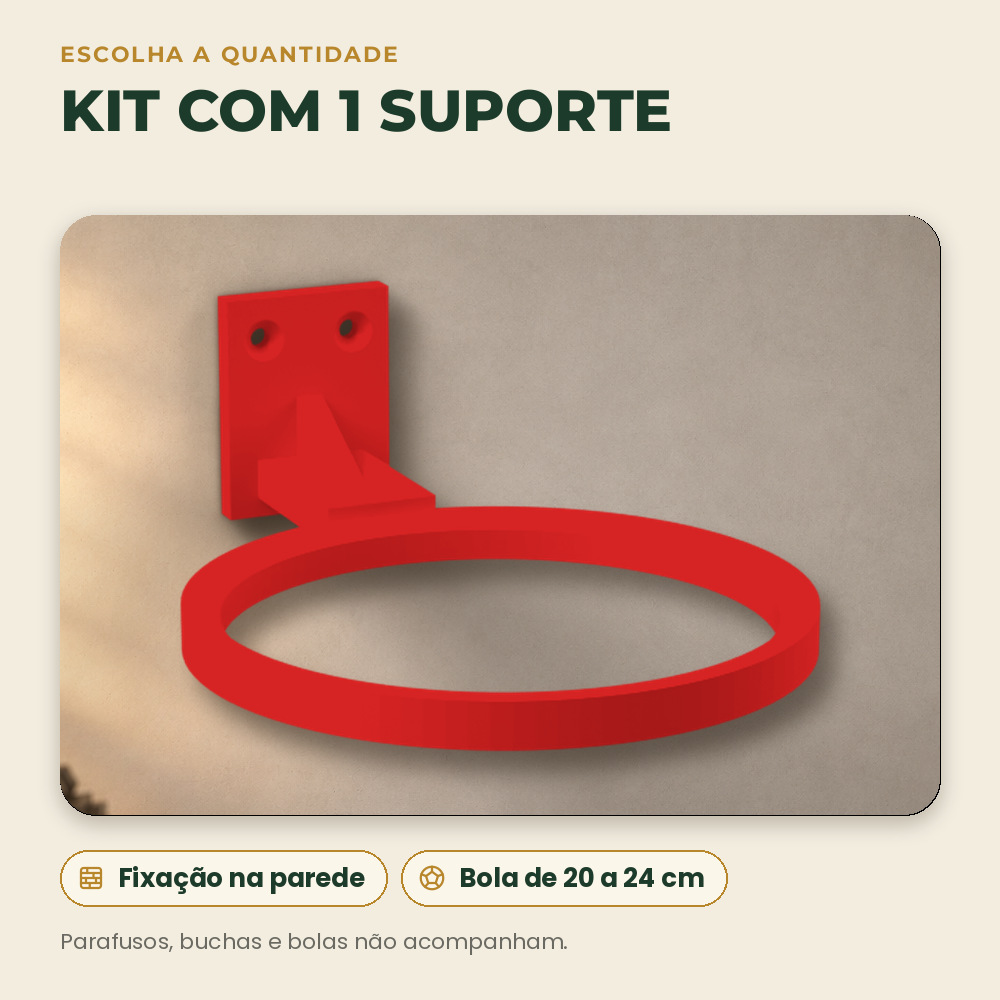 ESCOLHA A QUANTIDADE
KIT COM 1 SUPORTE
Fixação na parede
Bola de 20 a 24 cm
Parafusos, buchas e bolas não acompanham.